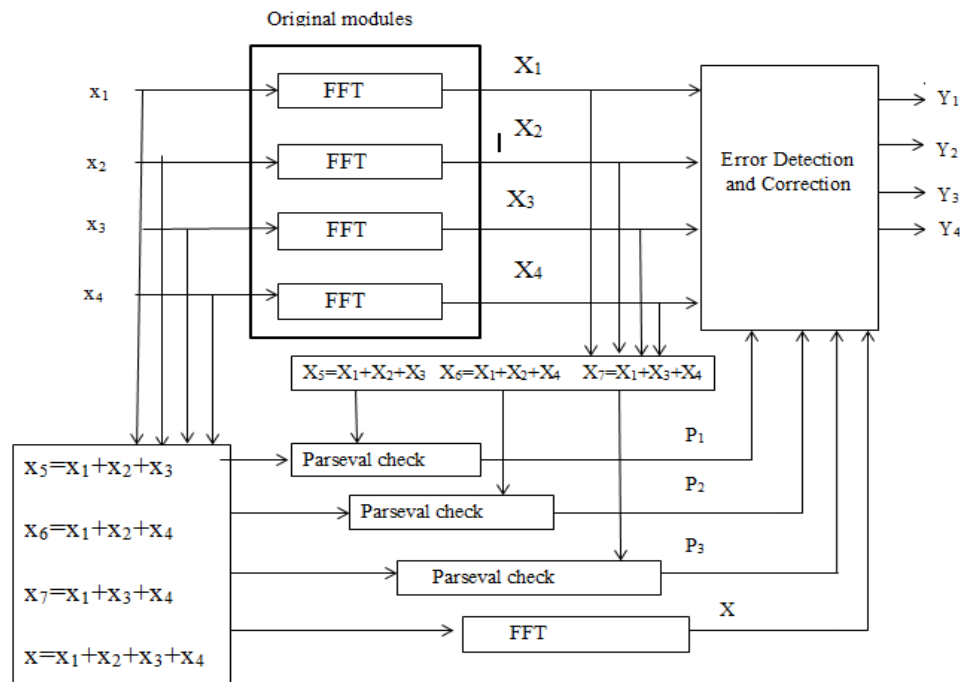 Original modules
x₁
FFT
X₁
Y₁
x₂
FFT
X₂
Y₂
Error Detection
and Correction
x₃
FFT
X₃
Y₃
x₄
FFT
X₄
Y₄
X₅=X₁+X₂+X₃ X₆=X₁+X₂+X₄ X₇=X₁+X₃+X₄
x₅=x₁+x₂+x₃
Parseval check
P₁
x₆=x₁+x₂+x₄
Parseval check
P₂
x₇=x₁+x₃+x₄
Parseval check
P₃
x=x₁+x₂+x₃+x₄
FFT
X